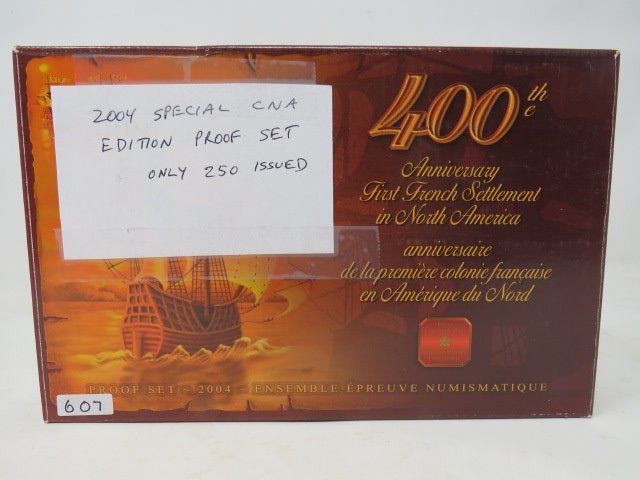 2004 SPECIAL CNA
EDITION PROOF SET
ONLY 250 ISSUED
400th e
Anniversary
First French Settlement
in North America
anniversaire
de la première colonie française
en Amérique du Nord
PROOF SET ~ 2004 ~ ENSEMBLE ÉPREUVE NUMISMATIQUE
607